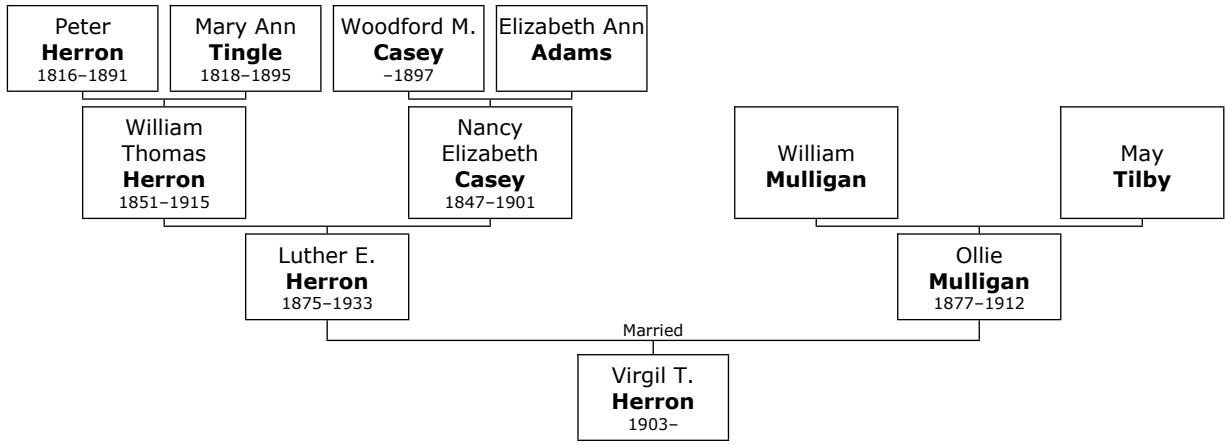 Peter
Herron
1816–1891
Mary Ann
Tingle
1818–1895
Woodford M.
Casey
–1897
Elizabeth Ann
Adams
William
Thomas
Herron
1851–1915
Nancy
Elizabeth
Casey
1847–1901
William
Mulligan
May
Tilby
Luther E.
Herron
1875–1933
Ollie
Mulligan
1877–1912
Married
Virgil T.
Herron
1903–